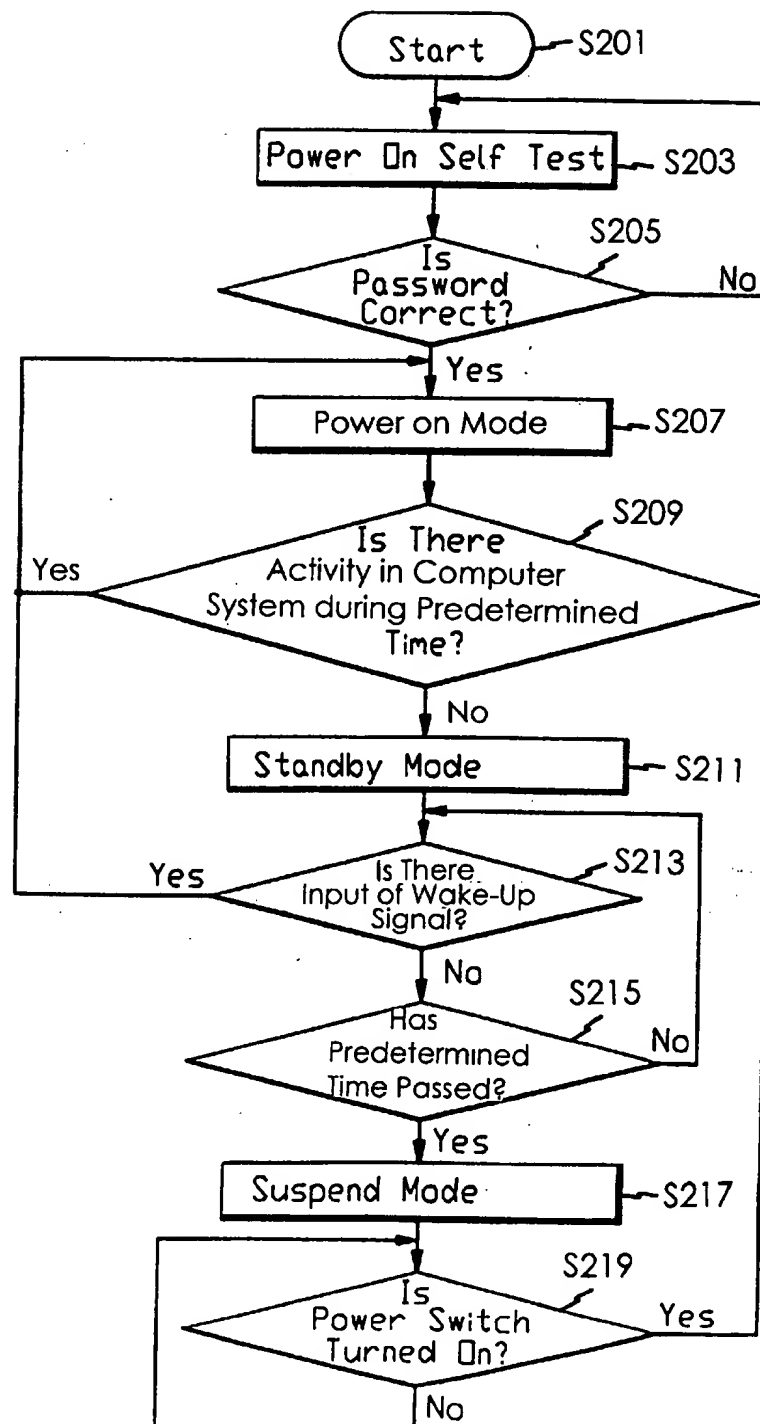 Start
S201
Power On Self Test
S203
S205
Is
Password
Correct?
No
Yes
Power on Mode
S207
S209
Is There
Activity in Computer
System during Predetermined
Time?
Yes
No
Standby Mode
S211
Yes
Is There
Input of Wake-Up
Signal?
S213
No
S215
Has
Predetermined
Time Passed?
No
Yes
Suspend Mode
S217
S219
Is
Power Switch
Turned On?
Yes
No